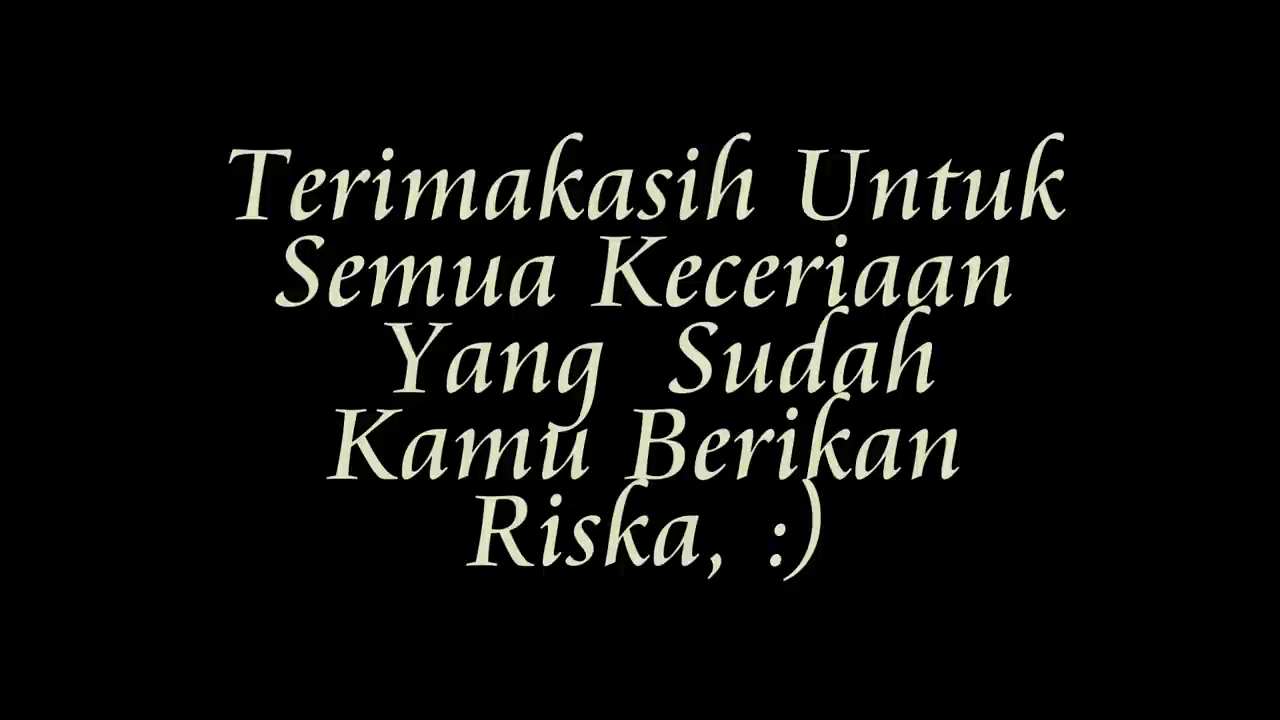 Terimakasih Untuk
Semua Keceriaan
Yang Sudah
Kamu Berikan
Riska, :)